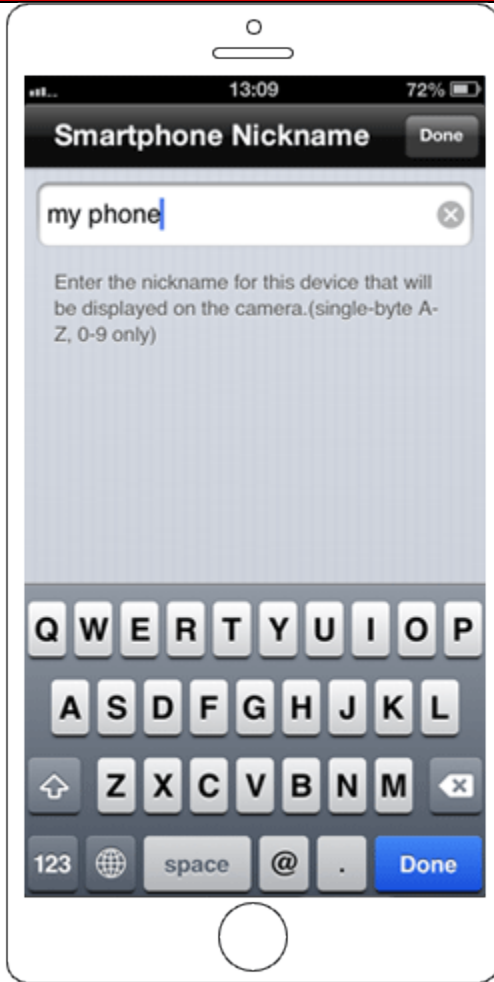 13:09 72%
Smartphone Nickname Done
my phone
Enter the nickname for this device that will
be displayed on the camera.(single-byte A-
Z, 0-9 only)
Q W E R T Y U I O P
A S D F G H J K L
Z X C V B N M
123 space @ . Done